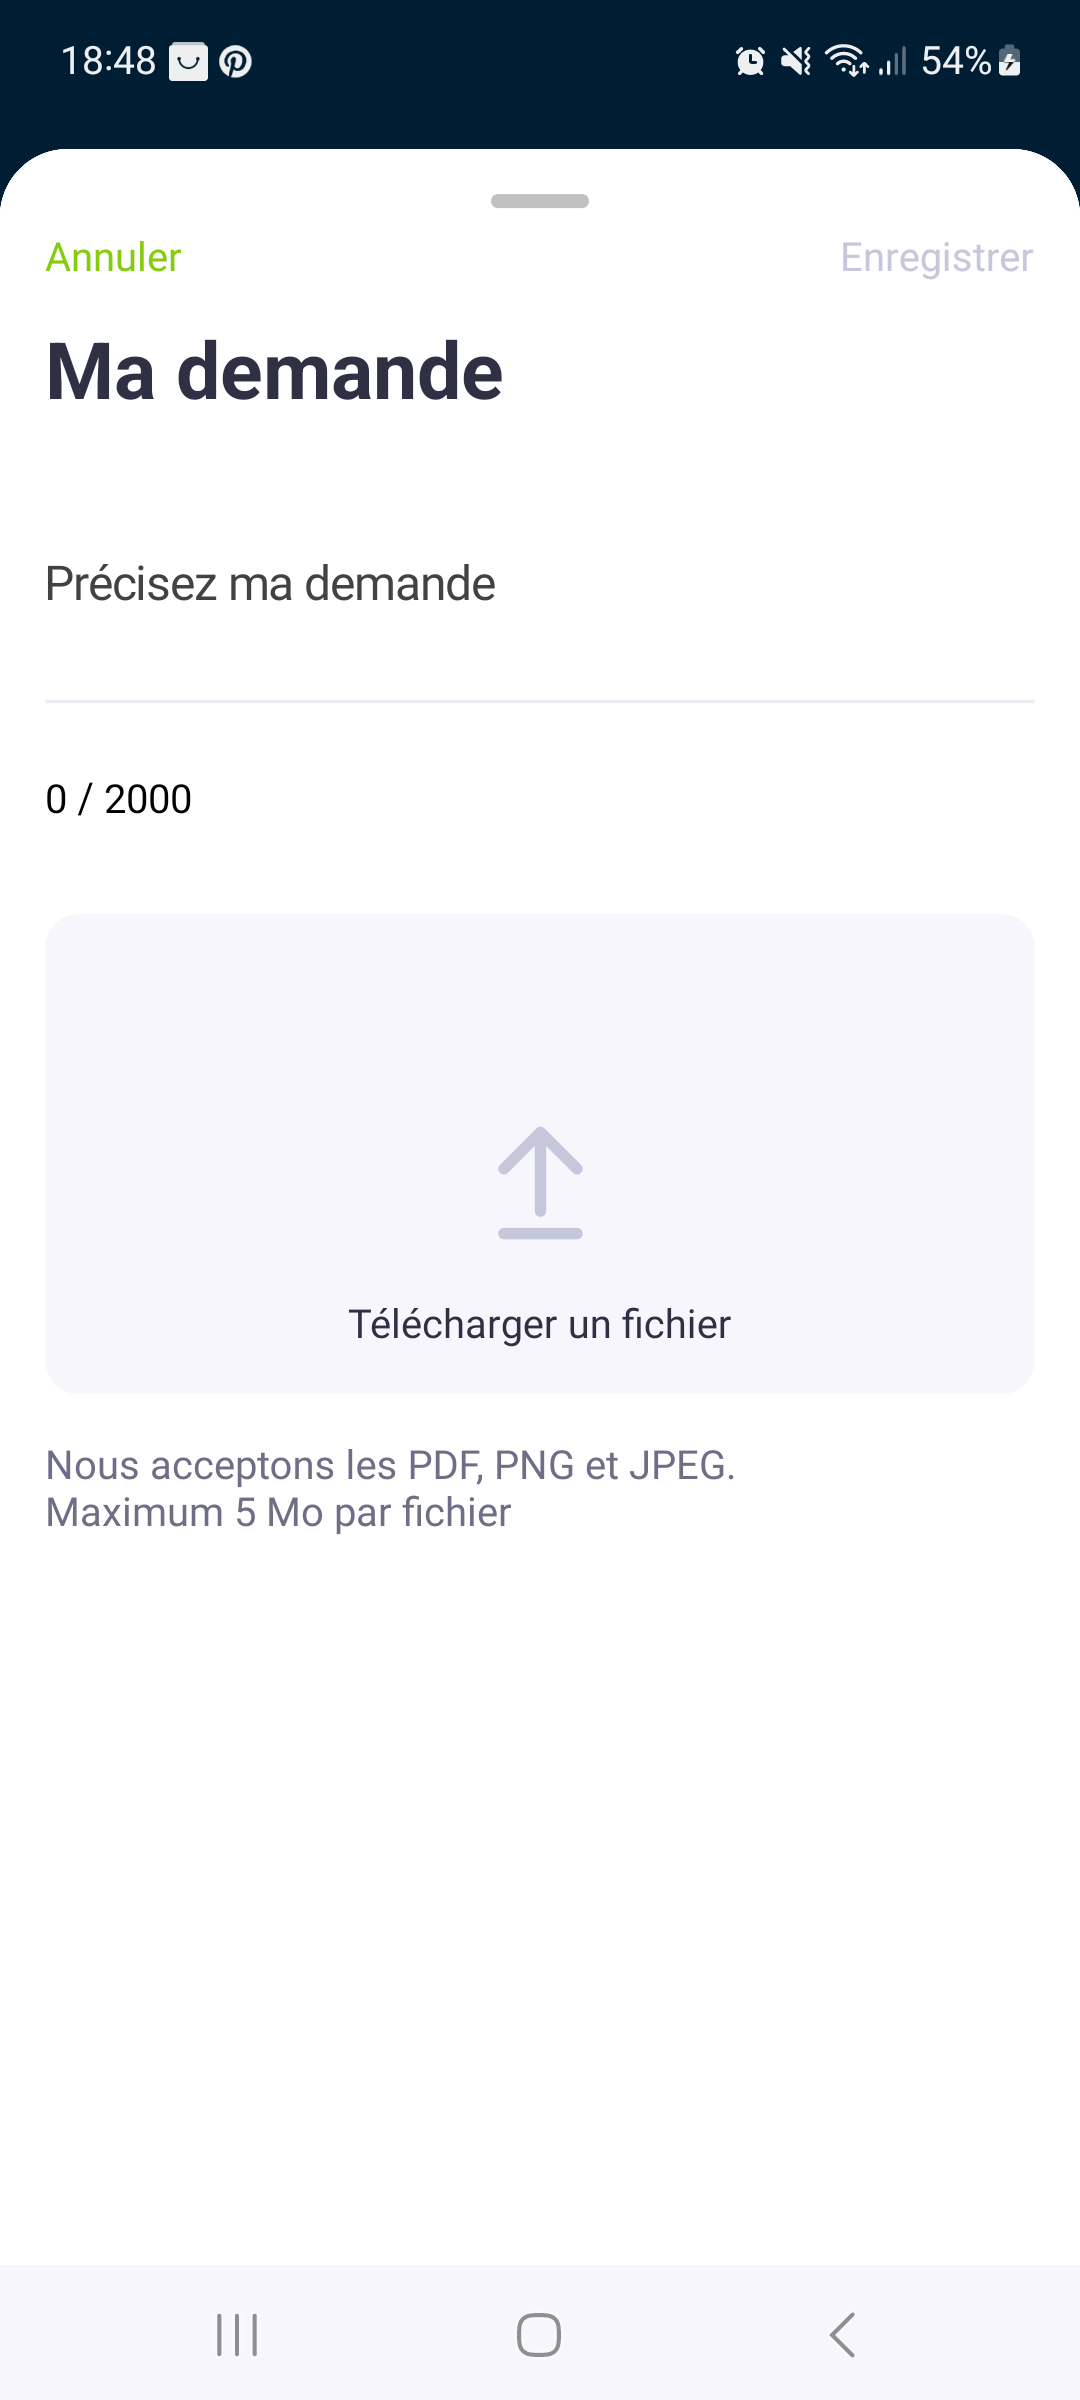 18:48
54%
Annuler
Enregistrer
Ma demande
Précisez ma demande
0 / 2000
Télécharger un fichier
Nous acceptons les PDF, PNG et JPEG.
Maximum 5 Mo par fichier